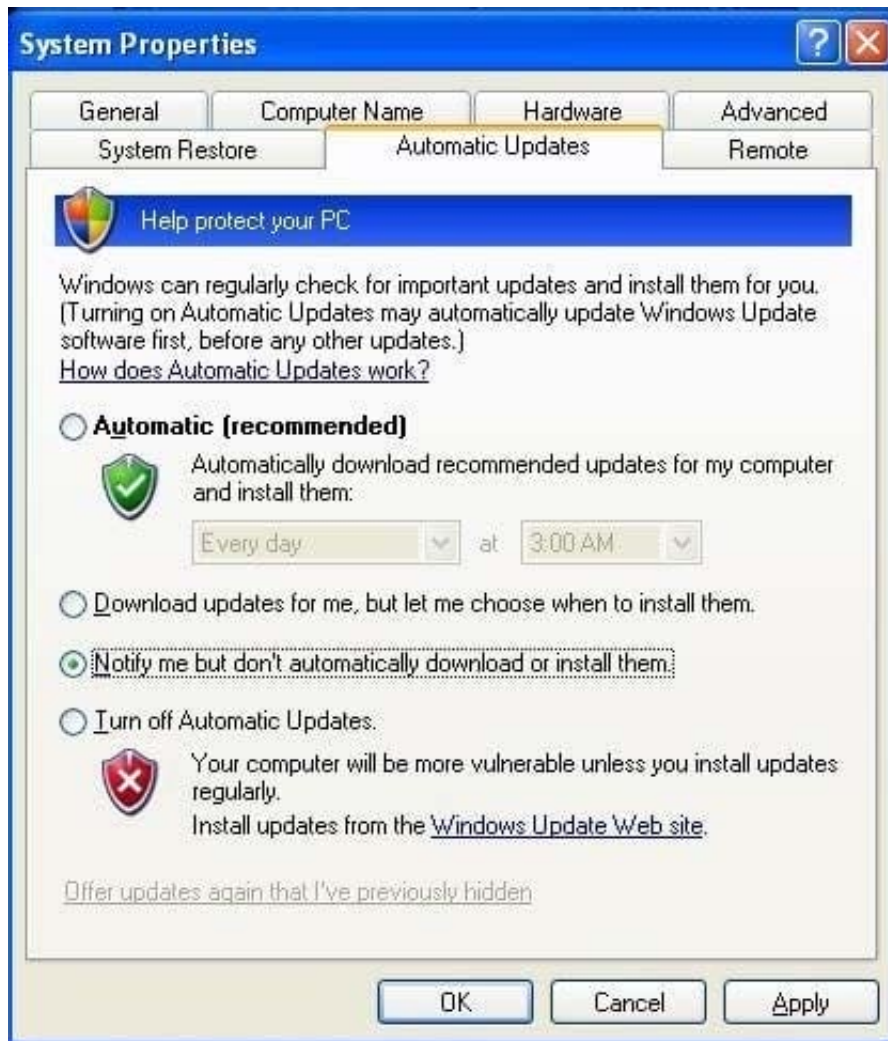 System Properties
General Computer Name Hardware Advanced
System Restore Automatic Updates Remote
Help protect your PC
Windows can regularly check for important updates and install them for you.
(Turning on Automatic Updates may automatically update Windows Update
software first, before any other updates.)
How does Automatic Updates work?
Automatic (recommended)
Automatically download recommended updates for my computer
and install them:
Every day at 3:00 AM
Download updates for me, but let me choose when to install them.
Notify me but don't automatically download or install them.
Turn off Automatic Updates.
Your computer will be more vulnerable unless you install updates
regularly.
Install updates from the Windows Update Web site.
Offer updates again that I've previously hidden
OK Cancel Apply